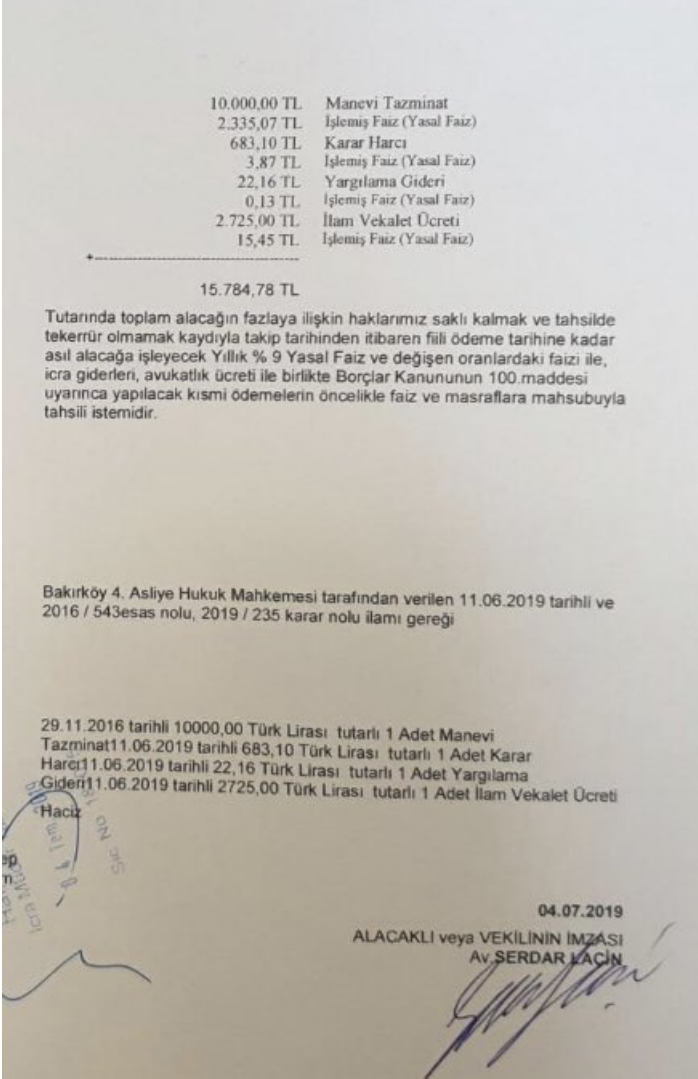 10.000,00 TL Manevi Tazminat
2.335,07 TL İşlemiş Faiz (Yasal Faiz)
683,10 TL Karar Harcı
3,87 TL İşlemiş Faiz (Yasal Faiz)
22,16 TL Yargılama Gideri
0,13 TL İşlemiş Faiz (Yasal Faiz)
2.725,00 TL İlam Vekalet Ücreti
15,45 TL İşlemiş Faiz (Yasal Faiz)
15.784,78 TL
Tutarında toplam alacağın fazlaya ilişkin haklarımız saklı kalmak ve tahsilde
tekerrür olmamak kaydıyla takip tarihinden itibaren fiili ödeme tarihine kadar
asıl alacağa işleyecek Yıllık % 9 Yasal Faiz ve değişen oranlardaki faizi ile,
icra giderleri, avukatlık ücreti ile birlikte Borçlar Kanununun 100.maddesi
uyarınca yapılacak kısmi ödemelerin öncelikle faiz ve masraflara mahsubuyla
tahsili istemidir.
Bakırköy 4. Asliye Hukuk Mahkemesi tarafından verilen 11.06.2019 tarihli ve
2016 / 543esas nolu, 2019 / 235 karar nolu ilamı gereği
29.11.2016 tarihli 10000,00 Türk Lirası tutarlı 1 Adet Manevi
Tazminat11.06.2019 tarihli 683,10 Türk Lirası tutarlı 1 Adet Karar
Harcı11.06.2019 tarihli 22,16 Türk Lirası tutarlı 1 Adet Yargılama
Gideri11.06.2019 tarihli 2725,00 Türk Lirası tutarlı 1 Adet İlam Vekalet Ücreti
Haciz
04.07.2019
ALACAKLI veya VEKİLİNİN İMZASI
Av.SERDAR LAÇİN